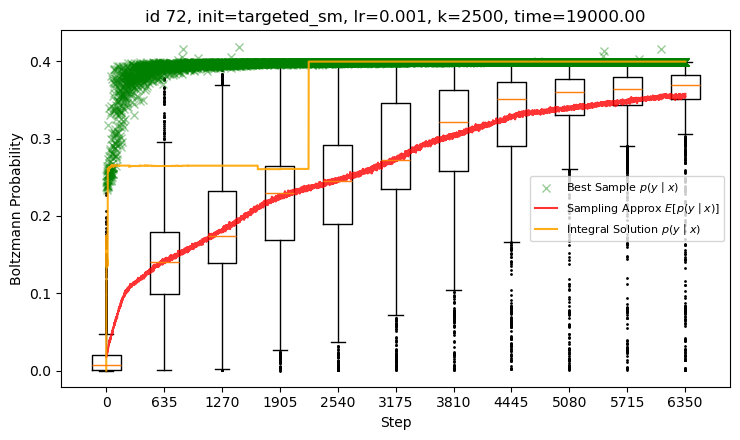 id 72, init=targeted_sm, lr=0.001, k=2500, time=19000.00
Boltzmann Probability
0.4
0.3
0.2
0.1
0.0
Best Sample p(y | x)
Sampling Approx E[p(y | x)]
Integral Solution p(y | x)
0 635 1270 1905 2540 3175 3810 4445 5080 5715 6350
Step